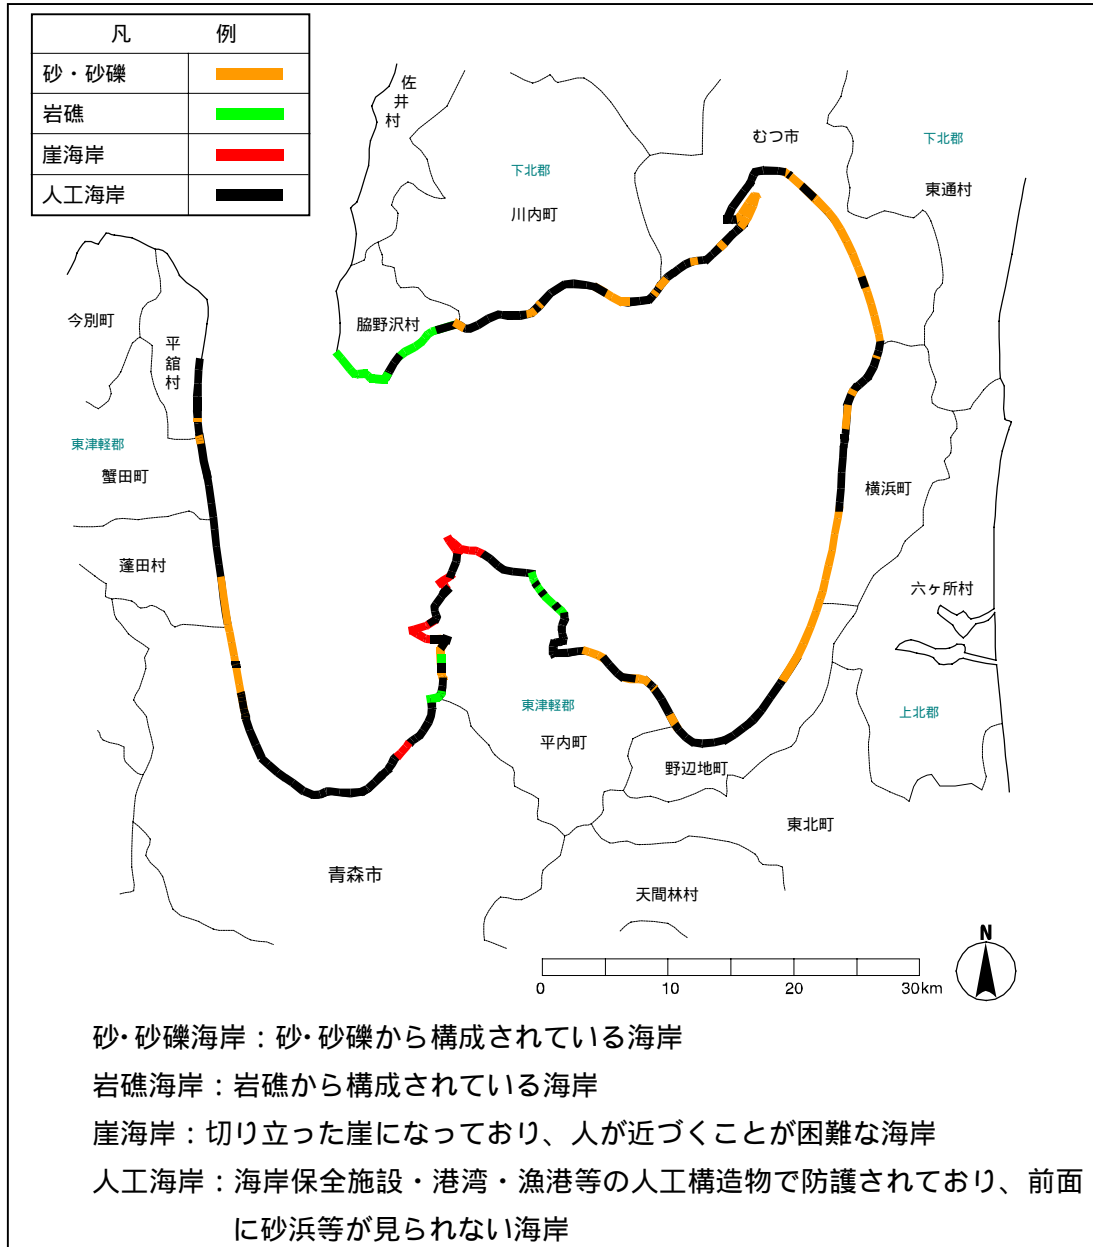 凡 例
砂・砂礫
岩礁
崖海岸
人工海岸
佐井村
むつ市
下北郡
下北郡
川内町
東通村
今別町
平舘村
脇野沢村
東津軽郡
蟹田町
横浜町
蓬田村
六ヶ所村
東津軽郡
上北郡
平内町
野辺地町
東北町
青森市
天間林村
N
0 10 20 30km
砂・砂礫海岸：砂・砂礫から構成されている海岸
岩礁海岸：岩礁から構成されている海岸
崖海岸：切り立った崖になっており、人が近づくことが困難な海岸
人工海岸：海岸保全施設・港湾・漁港等の人工構造物で防護されており、前面
に砂浜等が見られない海岸